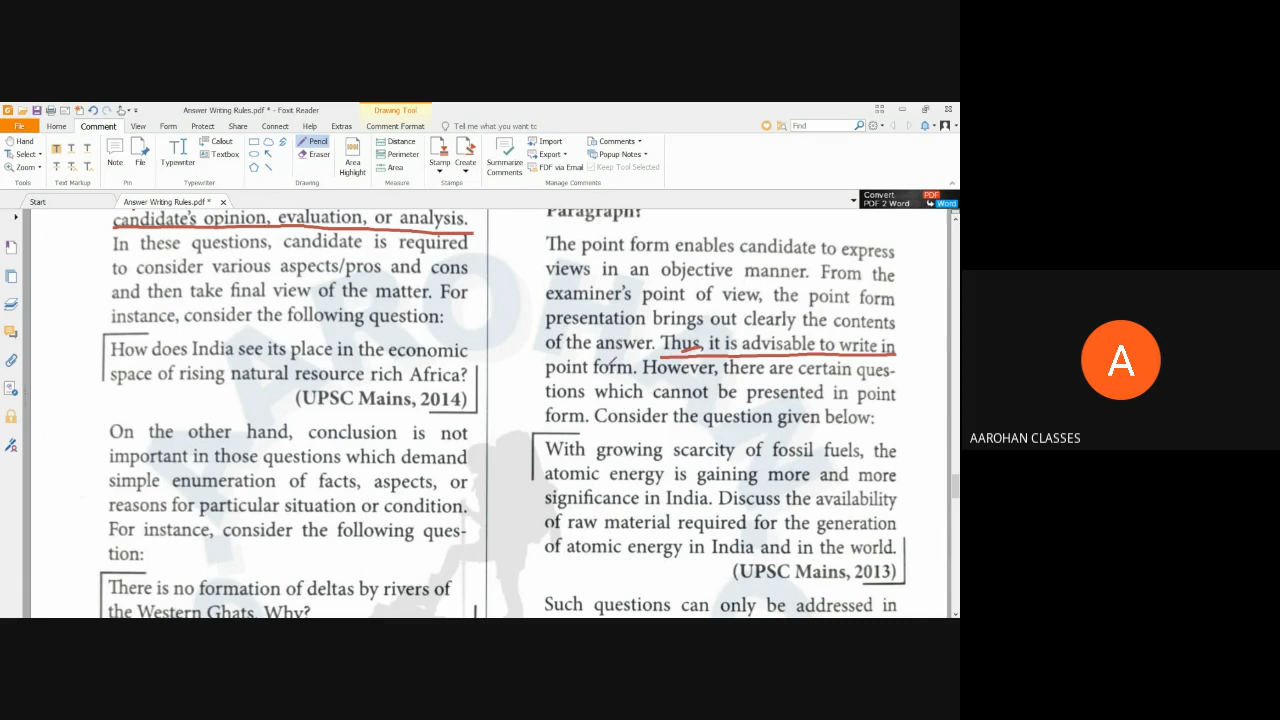 Answer Writing Rules.pdf * - Foxit Reader
Drawing Tool
File
Home
Comment
View
Form
Protect
Share
Connect
Help
Extras
Comment Format
Tell me what you want tc
Find
Hand
Select
Zoom
Tools
Text Markup
Note
File
Pin
Typewriter
Callout
Textbox
Typewriter
Pencil
Eraser
Drawing
Area
Highlight
Distance
Perimeter
Area
Measure
Stamp
Create
Stamps
Summarize
Comments
Import
Export
FDF via Email
Comments
Popup Notes
Keep Tool Selected
Manage Comments
Start
Answer Writing Rules.pdf *
Convert PDF
PDF 2 Word Word
candidate's opinion, evaluation, or analysis.
In these questions, candidate is required
to consider various aspects/pros and cons
and then take final view of the matter. For
instance, consider the following question:
How does India see its place in the economic
space of rising natural resource rich Africa?
(UPSC Mains, 2014)
On the other hand, conclusion is not
important in those questions which demand
simple enumeration of facts, aspects, or
reasons for particular situation or condition.
For instance, consider the following ques-
tion:
There is no formation of deltas by rivers of
the Western Ghats. Why?
Paragraph?
The point form enables candidate to express
views in an objective manner. From the
examiner's point of view, the point form
presentation brings out clearly the contents
of the answer. Thus, it is advisable to write in
point form. However, there are certain ques-
tions which cannot be presented in point
form. Consider the question given below:
With growing scarcity of fossil fuels, the
atomic energy is gaining more and more
significance in India. Discuss the availability
of raw material required for the generation
of atomic energy in India and in the world.
(UPSC Mains, 2013)
Such questions can only be addressed in
A
AAROHAN CLASSES